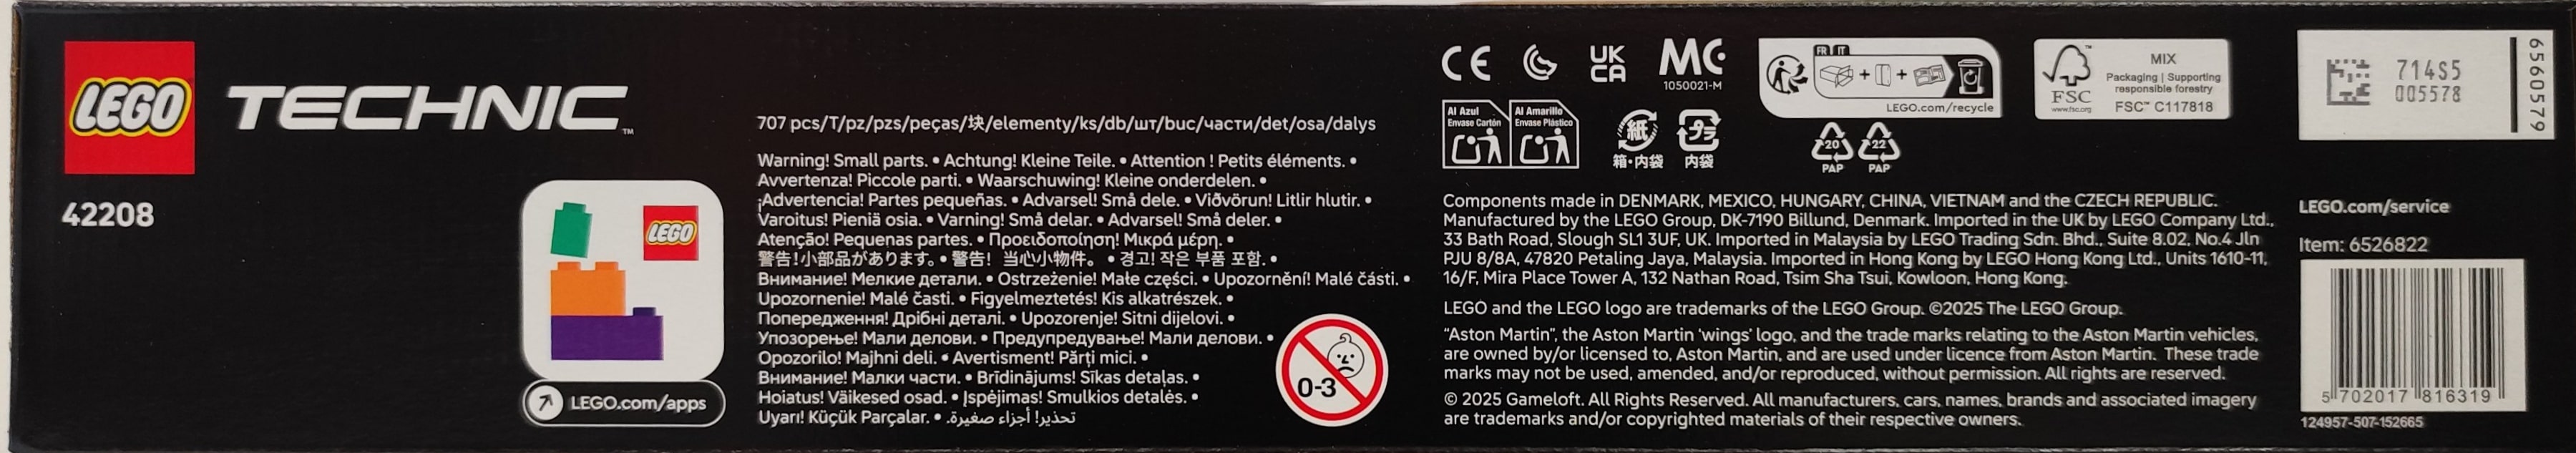 LEGO TECHNIC™
42208
LEGO
LEGO.com/apps
707 pcs/T/pz/pzs/peças/块/elementy/ks/db/шт/buc/части/det/osa/dalys
Warning! Small parts. • Achtung! Kleine Teile. • Attention ! Petits éléments. •
Avvertenza! Piccole parti. • Waarschuwing! Kleine onderdelen. •
¡Advertencia! Partes pequeñas. • Advarsel! Små dele. • Viðvörun! Litlir hlutir. •
Varoitus! Pieniä osia. • Varning! Små delar. • Advarsel! Små deler. •
Atenção! Pequenas partes. • Προειδοποίηση! Μικρά μέρη. •
警告!小部品があります。• 警告！当心小物件。 • 경고! 작은 부품 포함. •
Внимание! Мелкие детали. • Ostrzeżenie! Małe części. • Upozornění! Malé části. •
Upozornenie! Malé časti. • Figyelmeztetés! Kis alkatrészek. •
Попередження! Дрібні деталі. • Upozorenje! Sitni dijelovi. •
Упозорење! Мали делови. • Предупредување! Мали делови. •
Opozorilo! Majhni deli. • Avertisment! Părți mici. •
Внимание! Малки части. • Brīdinājums! Sīkas detaļas. •
Hoiatus! Väikesed osad. • Įspėjimas! Smulkios detalės. •
Uyarı! Küçük Parçalar. • تحذير! أجزاء صغيرة.
0-3
CE
UK
CA
MC
1050021-M
FR IT
LEGO.com/recycle
FSC™
www.fsc.org
MIX
Packaging | Supporting
responsible forestry
FSC™ C117818
Al Azul
Envase Cartón
Al Amarillo
Envase Plástico
紙
箱・内袋
プラ
内袋
20
PAP
22
PAP
Components made in DENMARK, MEXICO, HUNGARY, CHINA, VIETNAM and the CZECH REPUBLIC.
Manufactured by the LEGO Group, DK-7190 Billund, Denmark. Imported in the UK by LEGO Company Ltd.,
33 Bath Road, Slough SL1 3UF, UK. Imported in Malaysia by LEGO Trading Sdn. Bhd., Suite 8.02, No.4 Jln
PJU 8/8A, 47820 Petaling Jaya, Malaysia. Imported in Hong Kong by LEGO Hong Kong Ltd., Units 1610-11,
16/F, Mira Place Tower A, 132 Nathan Road, Tsim Sha Tsui, Kowloon, Hong Kong.
LEGO and the LEGO logo are trademarks of the LEGO Group. ©2025 The LEGO Group.
“Aston Martin”, the Aston Martin ‘wings’ logo, and the trade marks relating to the Aston Martin vehicles,
are owned by/or licensed to, Aston Martin, and are used under licence from Aston Martin. These trade
marks may not be used, amended, and/or reproduced, without permission. All rights are reserved.
© 2025 Gameloft. All Rights Reserved. All manufacturers, cars, names, brands and associated imagery
are trademarks and/or copyrighted materials of their respective owners.
714S5
005578
6560579
LEGO.com/service
Item: 6526822
5 702017 816319
124957-507-152665